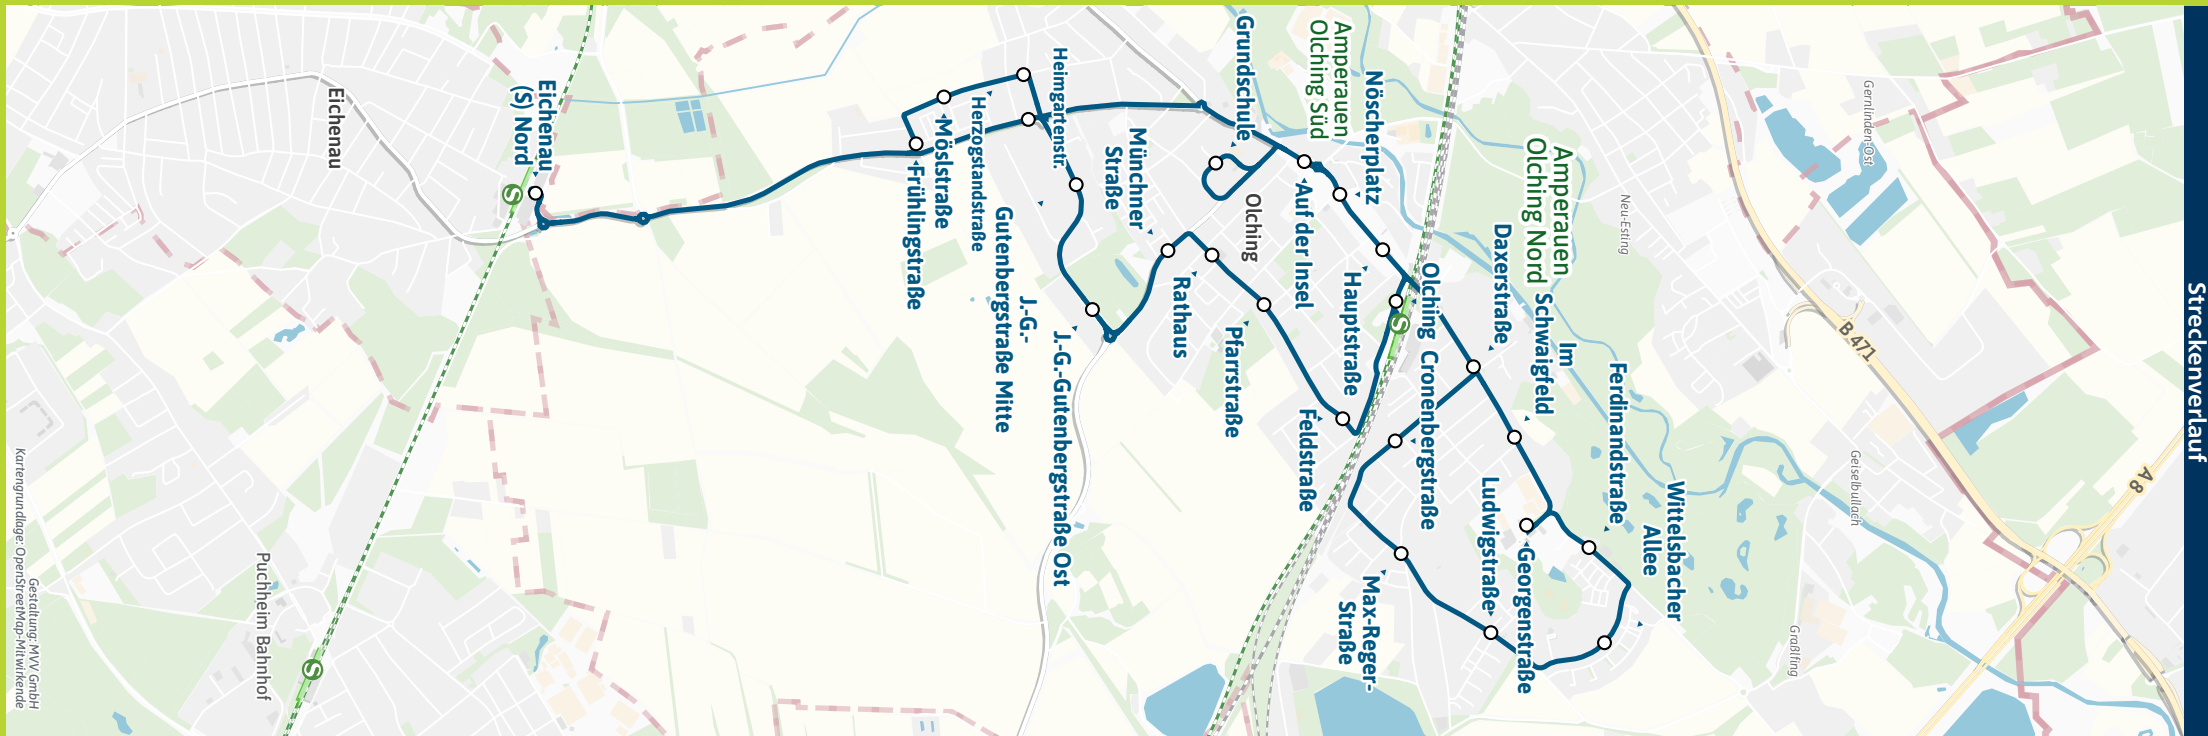 Streckenverlauf
A 8
B 471
Gernlinden-Ost
Geiselbullach
Graßlfing
Neu-Esting
Wittelsbacher
Allee
Ferdinandstraße
Im
Schwaigfeld
Amperauen
Olching Nord
Daxerstraße
Georgenstraße
Ludwigstraße
Olching
Cronenbergstraße
Max-Reger-
Straße
Nöscherplatz
Hauptstraße
Amperauen
Olching Süd
Auf der Insel
Feldstraße
Grundschule
Olching
Pfarrstraße
Rathaus
Münchner
Straße
Heimgartenstr.
J.-G.-Gutenbergstraße Ost
J.-G.-
Gutenbergstraße Mitte
Herzogstandstraße
Möslstraße
Frühlingstraße
Eichenau
(S) Nord
S
S
S
Eichenau
Puchheim Bahnhof
Gestaltung: MVV GmbH
Kartengrundlage: OpenStreetMap-Mitwirkende